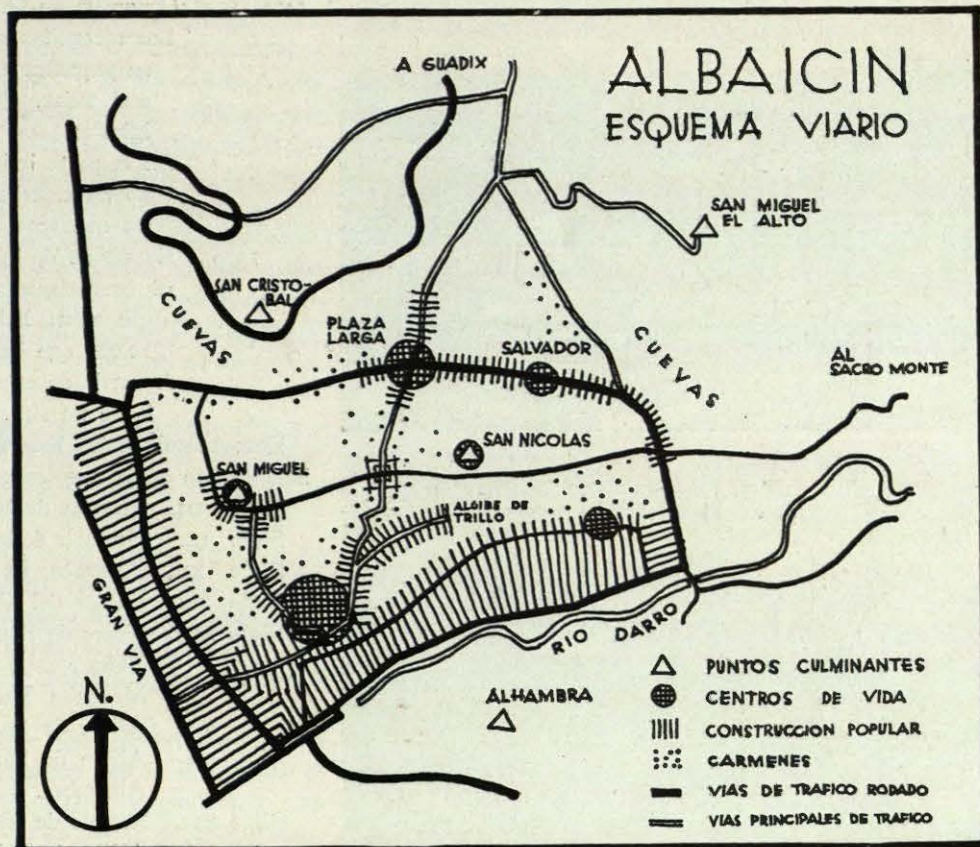 ALBAICIN
ESQUEMA VIARIO
A GUADIX
SAN MIGUEL
EL ALTO
SAN CRISTO-
BAL
CUEVAS
PLAZA
LARGA
SALVADOR
CUEVAS
AL
SACRO MONTE
SAN NICOLAS
SAN MIGUEL
ALGIBE DE
TRILLO
GRAN VIA
RIO DARRO
ALHAMBRA
N.
PUNTOS CULMINANTES
CENTROS DE VIDA
CONSTRUCCION POPULAR
CARMENES
VIAS DE TRAFICO RODADO
VIAS PRINCIPALES DE TRAFICO